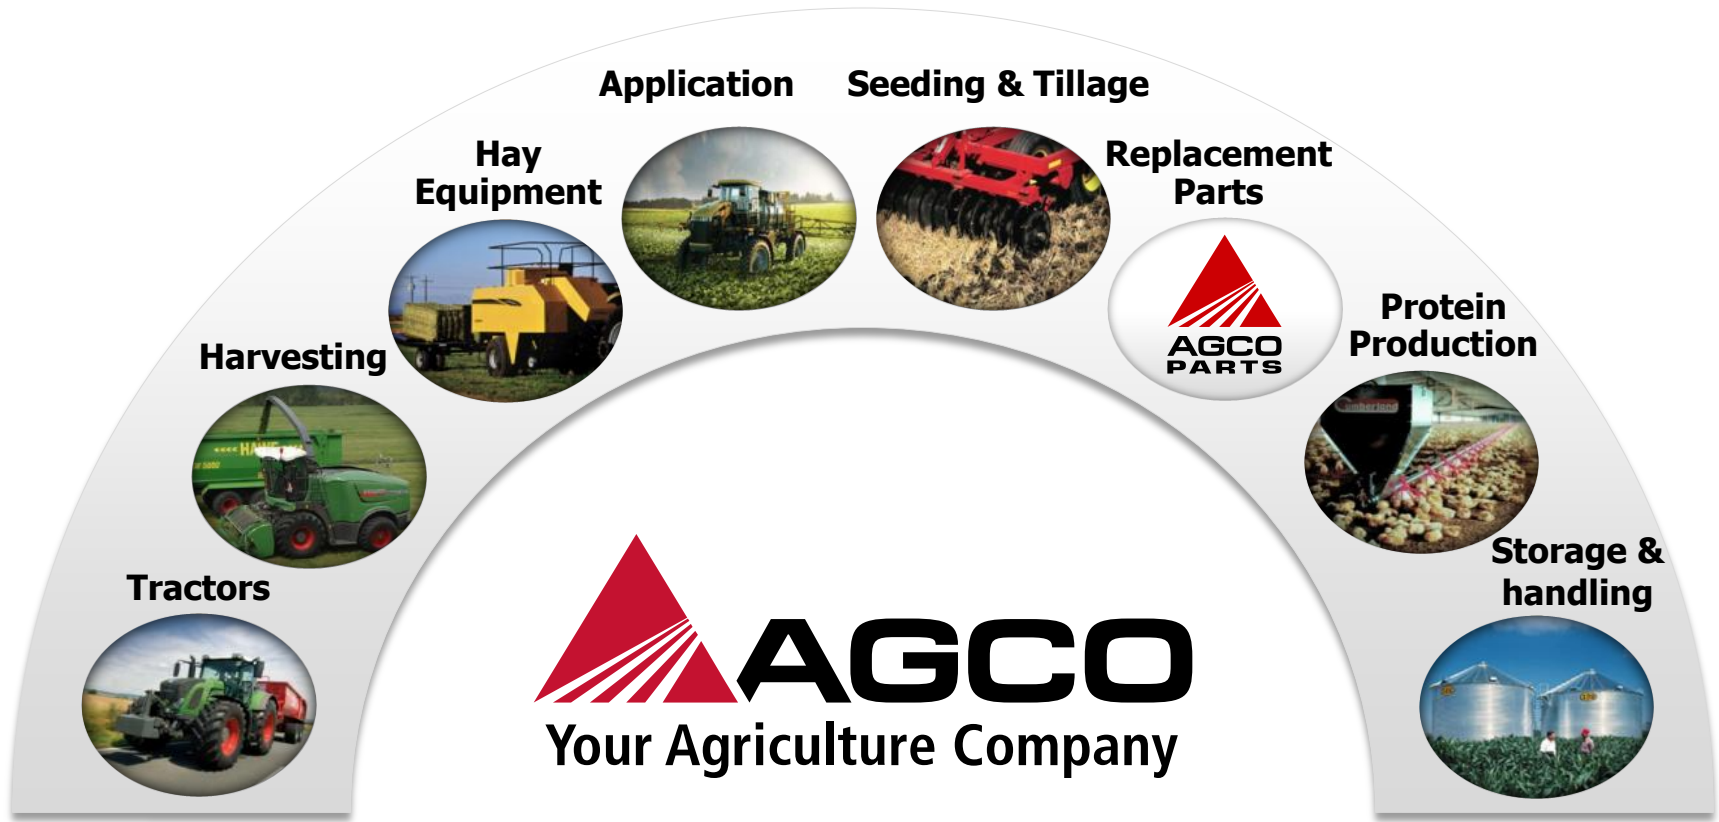 Application
Seeding & Tillage
Hay
Equipment
Replacement
Parts
AGCO
PARTS
Protein
Production
Harvesting
Cumberland
Storage &
handling
Tractors
AGCO
Your Agriculture Company